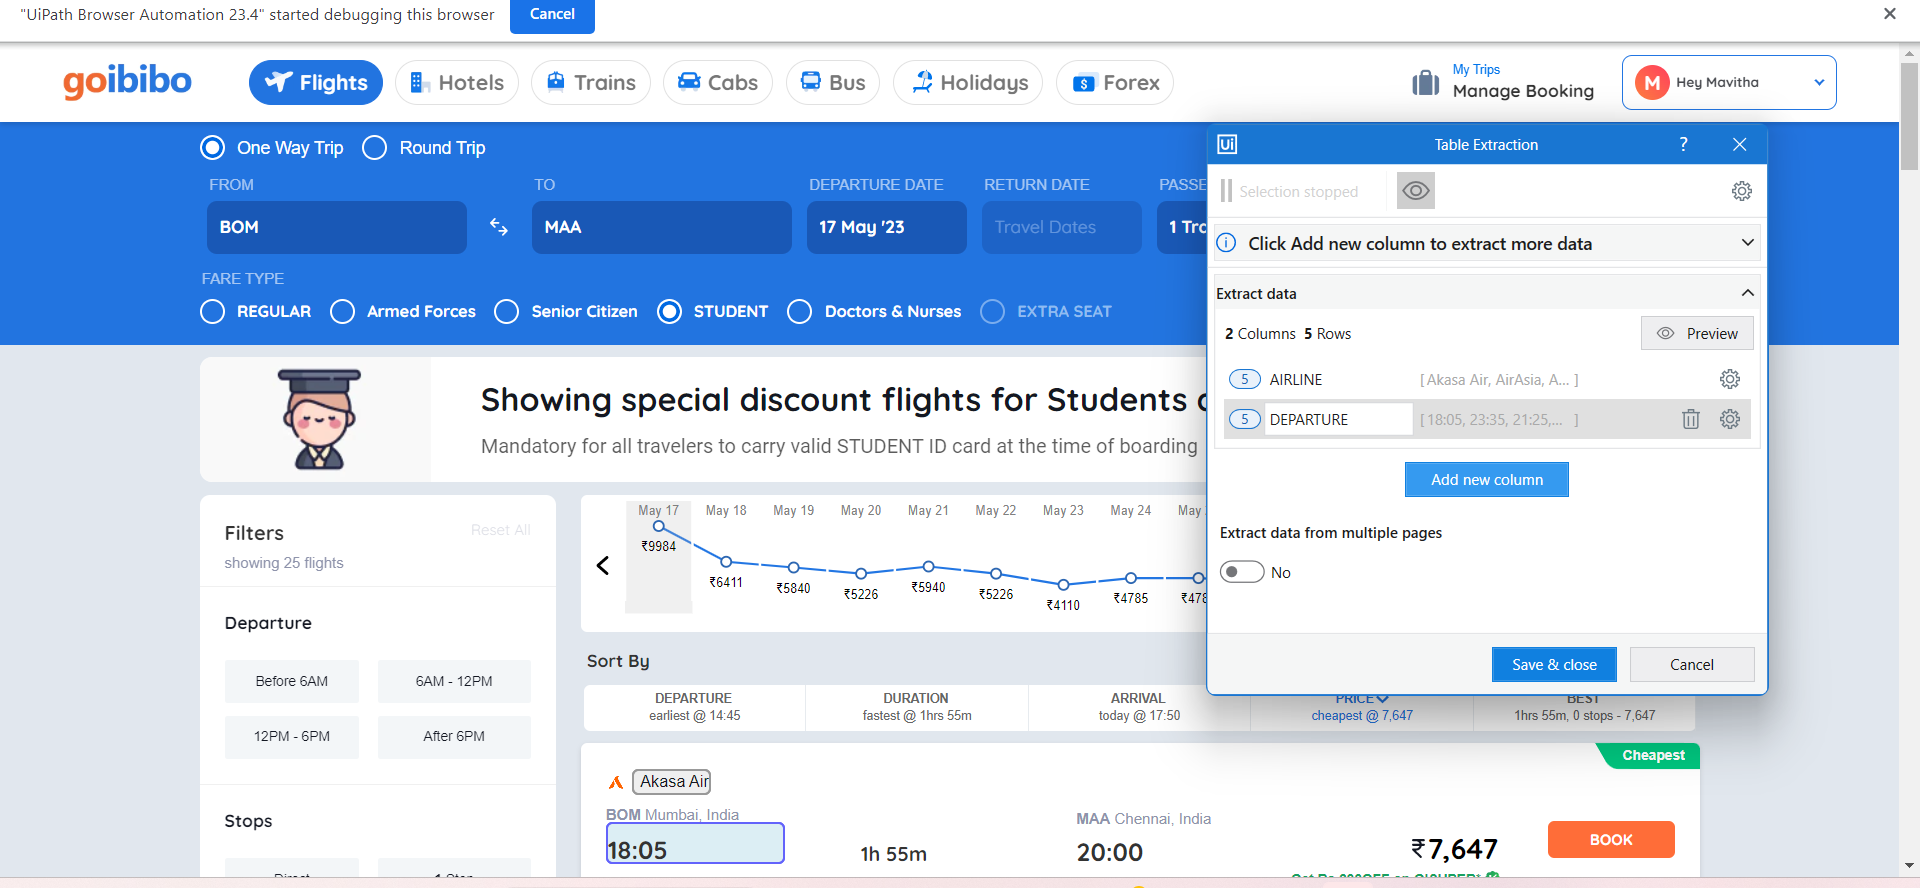 "UiPath Browser Automation 23.4" started debugging this browser
Cancel
goibibo
Flights
Hotels
Trains
Cabs
Bus
Holidays
Forex
My Trips
Manage Booking
M
Hey Mavitha
One Way Trip
Round Trip
FROM
TO
DEPARTURE DATE
RETURN DATE
PASSE
BOM
MAA
17 May '23
Travel Dates
1 Tra
FARE TYPE
REGULAR
Armed Forces
Senior Citizen
STUDENT
Doctors & Nurses
EXTRA SEAT
Showing special discount flights for Students
Mandatory for all travelers to carry valid STUDENT ID card at the time of boarding
Ui
Table Extraction
?
Selection stopped
Click Add new column to extract more data
Extract data
2 Columns 5 Rows
Preview
5 AIRLINE [ Akasa Air, AirAsia, A... ]
5 DEPARTURE [ 18:05, 23:35, 21:25,... ]
Add new column
Extract data from multiple pages
No
Save & close
Cancel
Filters
Reset All
showing 25 flights
Departure
Before 6AM
6AM - 12PM
12PM - 6PM
After 6PM
Stops
May 17
May 18
May 19
May 20
May 21
May 22
May 23
May 24
May
₹9984
₹6411
₹5840
₹5226
₹5940
₹5226
₹4110
₹4785
₹478
Sort By
DEPARTURE
earliest @ 14:45
DURATION
fastest @ 1hrs 55m
ARRIVAL
today @ 17:50
PRICE
cheapest @ 7,647
BEST
1hrs 55m, 0 stops - 7,647
Cheapest
Akasa Air
BOM Mumbai, India
18:05
1h 55m
MAA Chennai, India
20:00
₹7,647
BOOK